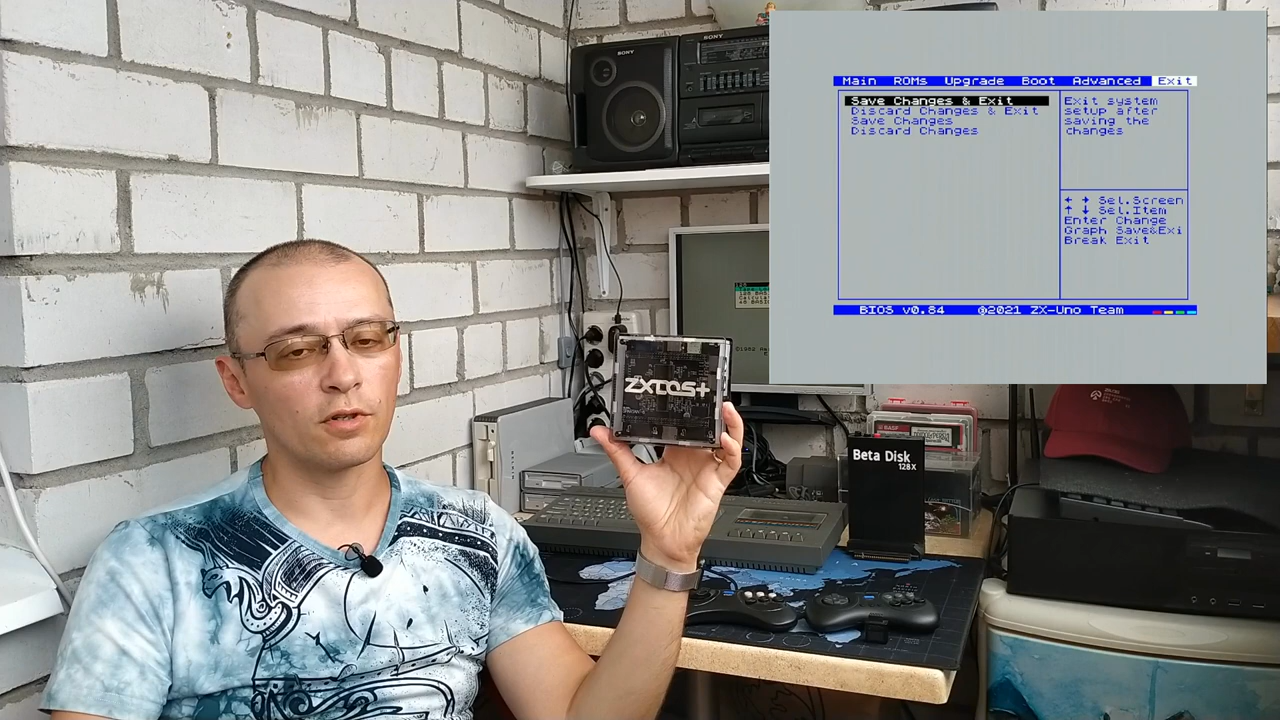 SONY
SONY
Main ROMs Upgrade Boot Advanced Exit
Save Changes & Exit
Discard Changes & Exit
Save Changes
Discard Changes
Exit system
setup after
saving the
changes
← → Sel.Screen
↑ ↓ Sel.Item
Enter Change
Graph Save&Exi
Break Exit
BIOS v0.84 @2021 ZX-Uno Team
128
ZXDOS+
Beta Disk
128X
BASF